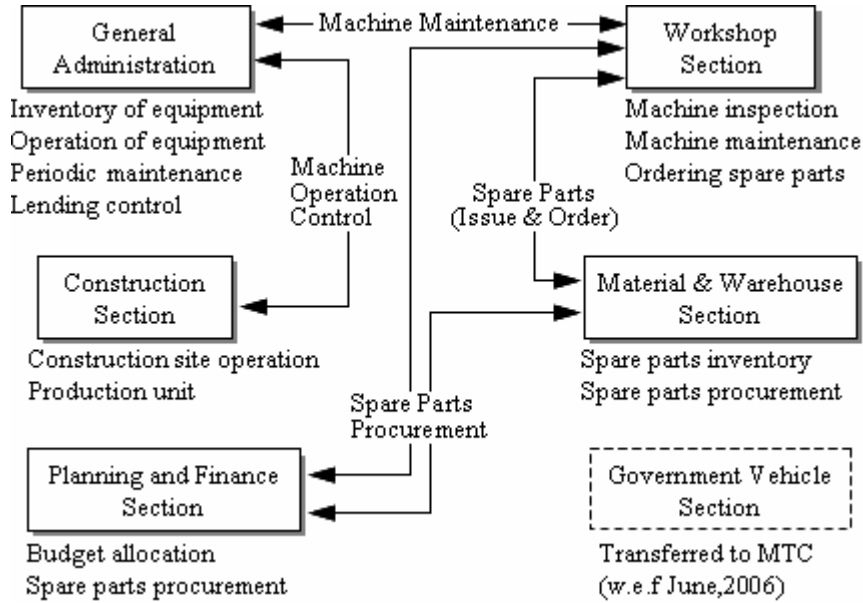 General
Administration
Machine Maintenance
Workshop
Section
Inventory of equipment
Operation of equipment
Periodic maintenance
Lending control
Machine
Operation
Control
Machine inspection
Machine maintenance
Ordering spare parts
Spare Parts
(Issue & Order)
Construction
Section
Construction site operation
Production unit
Material & Warehouse
Section
Spare parts inventory
Spare parts procurement
Spare Parts
Procurement
Planning and Finance
Section
Budget allocation
Spare parts procurement
Government Vehicle
Section
Transferred to MTC
(w.e.f June,2006)